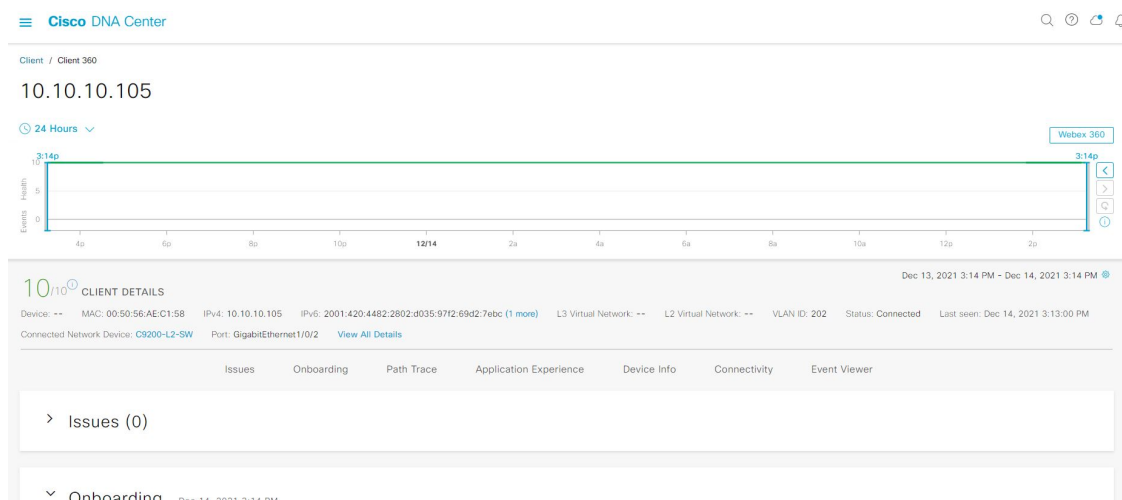 Cisco DNA Center
Client / Client 360
10.10.10.105
24 Hours
Webex 360
3:14p 3:14p
10
5
0
Health
Events
4p 6p 8p 10p 12/14 2a 4a 6a 8a 10a 12p 2p
Dec 13, 2021 3:14 PM - Dec 14, 2021 3:14 PM
10/10 CLIENT DETAILS
Device: -- MAC: 00:50:56:AE:C1:58 IPv4: 10.10.10.105 IPv6: 2001:420:4482:2802:d035:97f2:69d2:7ebc (1 more) L3 Virtual Network: -- L2 Virtual Network: -- VLAN ID: 202 Status: Connected Last seen: Dec 14, 2021 3:13:00 PM
Connected Network Device: C9200-L2-SW Port: GigabitEthernet1/0/2 View All Details
Issues Onboarding Path Trace Application Experience Device Info Connectivity Event Viewer
Issues (0)
Onboarding Dec 14, 2021 3:14 PM